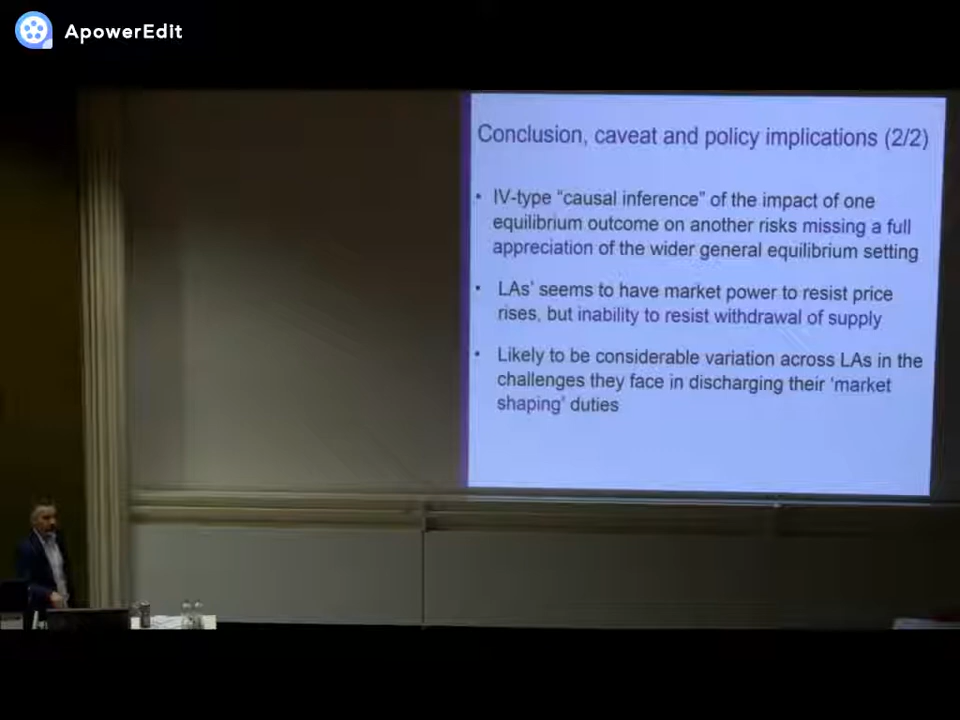 ApowerEdit
Conclusion, caveat and policy implications (2/2)
• IV-type “causal inference” of the impact of one
equilibrium outcome on another risks missing a full
appreciation of the wider general equilibrium setting
• LAs’ seems to have market power to resist price
rises, but inability to resist withdrawal of supply
• Likely to be considerable variation across LAs in the
challenges they face in discharging their ‘market
shaping’ duties